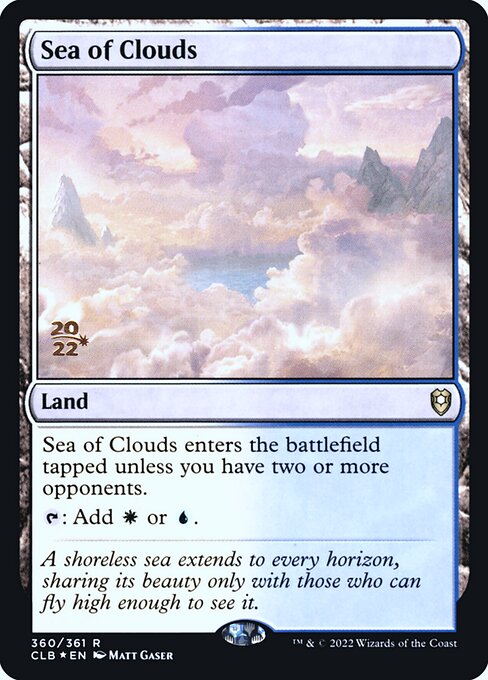 Sea of Clouds
20
22
Land
Sea of Clouds enters the battlefield
tapped unless you have two or more
opponents.
: Add or .
A shoreless sea extends to every horizon,
sharing its beauty only with those who can
fly high enough to see it.
360/361 R
CLB ★ EN Matt Gaser
™ & © 2022 Wizards of the Coast